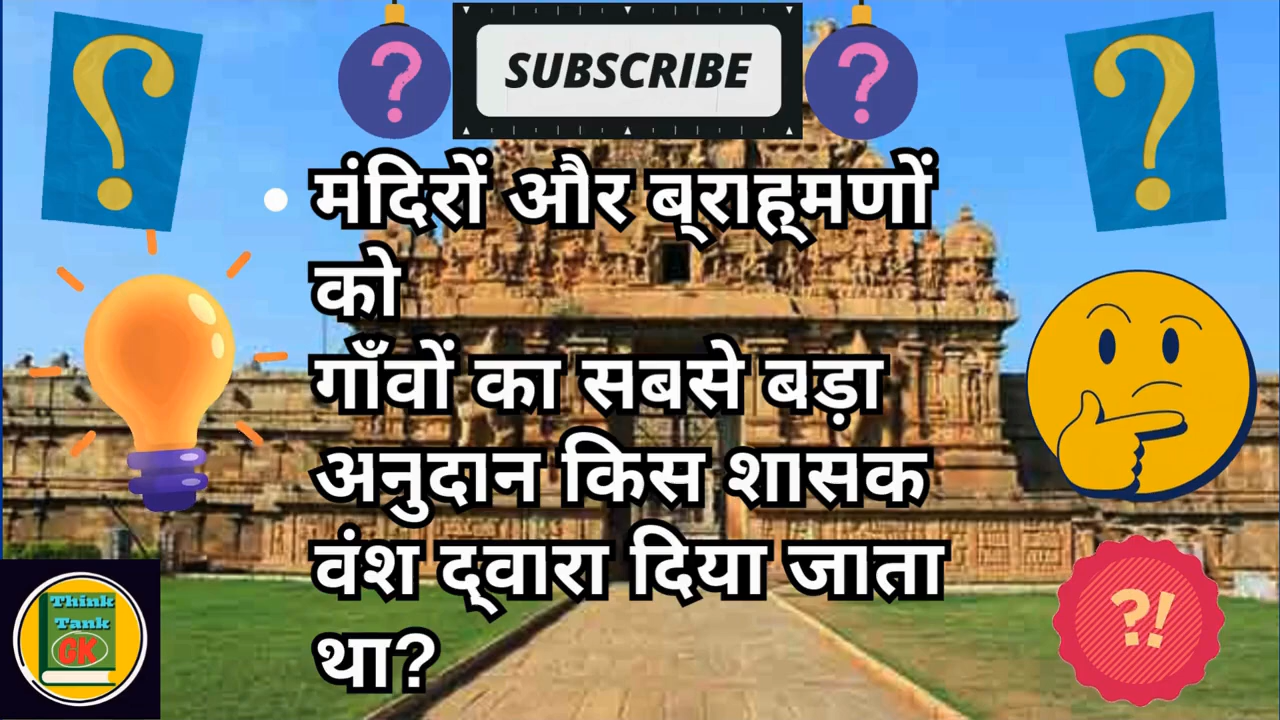 SUBSCRIBE
मंदिरों और ब्राह्मणों
को
गाँवों का सबसे बड़ा
अनुदान किस शासक
वंश द्वारा दिया जाता
था?
?
?
?
?
?!
Think
Tank
GK